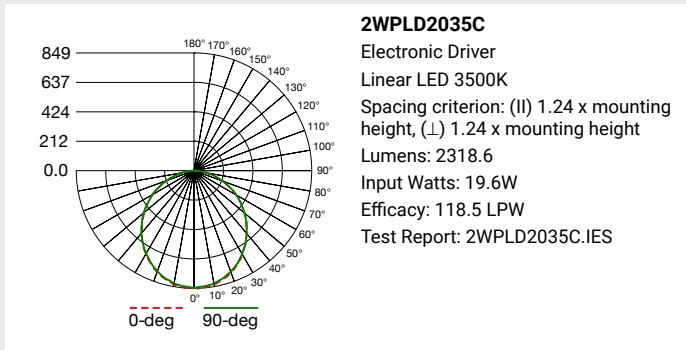 2WPLD2035C
Electronic Driver
Linear LED 3500K
Spacing criterion: (II) 1.24 x mounting
height, (⊥) 1.24 x mounting height
Lumens: 2318.6
Input Watts: 19.6W
Efficacy: 118.5 LPW
Test Report: 2WPLD2035C.IES
849
637
424
212
0.0
180°
170°
160°
150°
140°
130°
120°
110°
100°
90°
80°
70°
60°
50°
40°
30°
20°
10°
0°
0-deg
90-deg